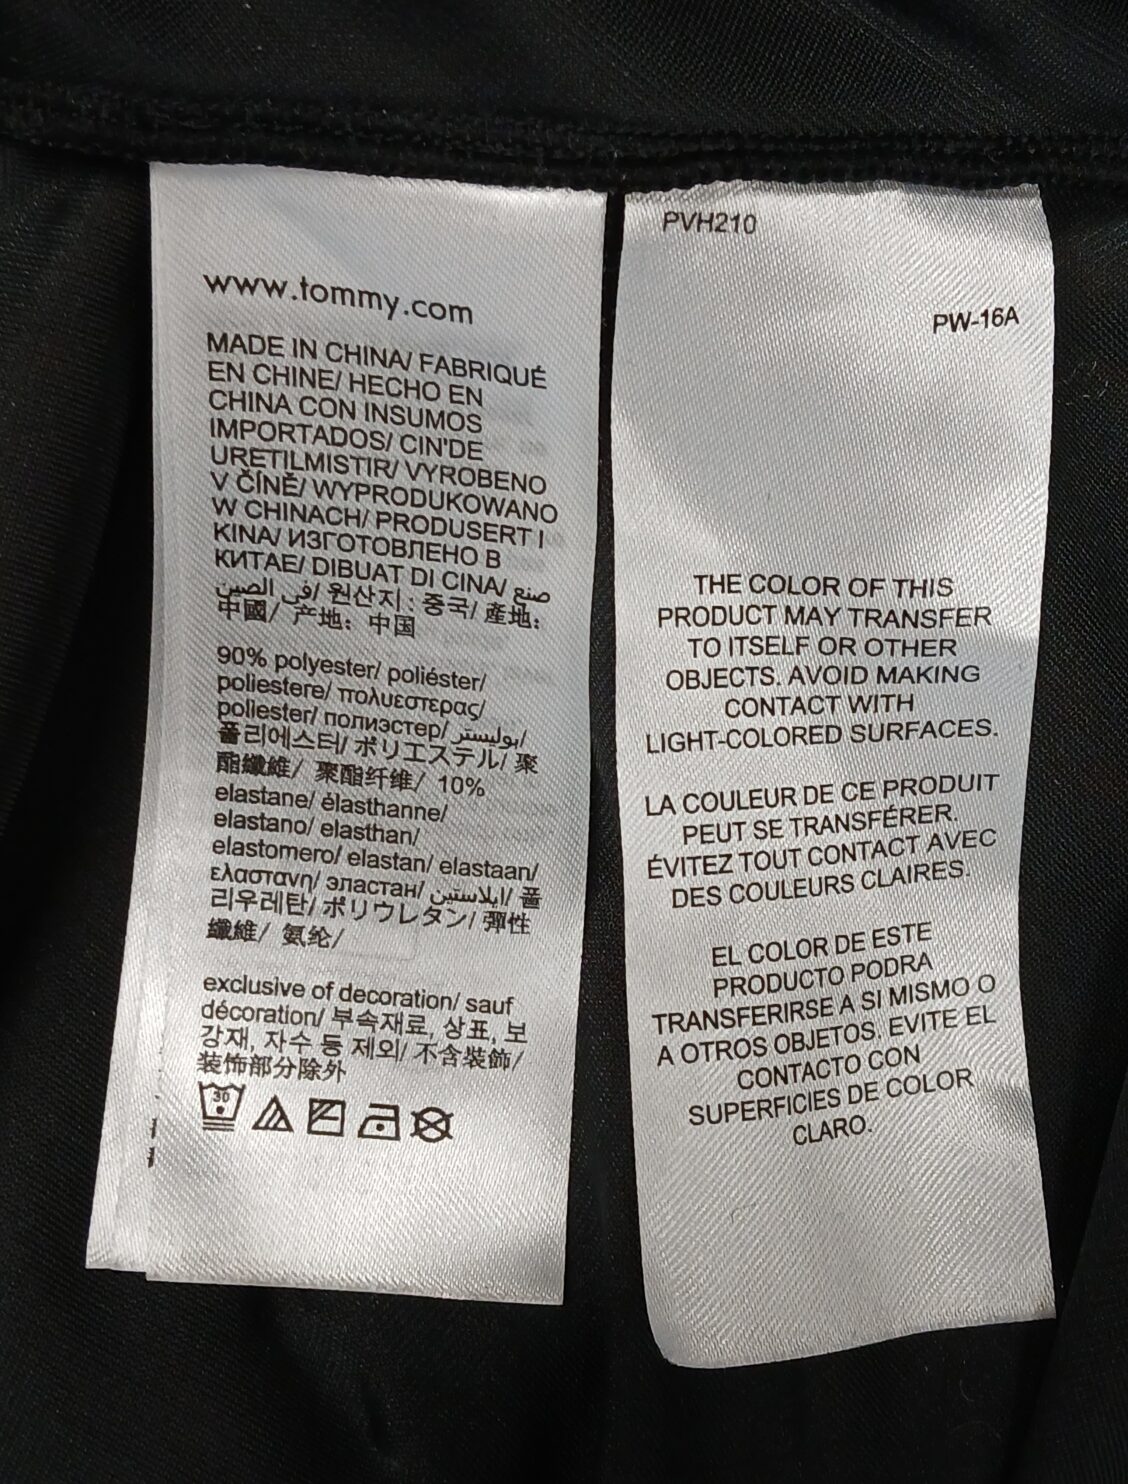 www.tommy.com
MADE IN CHINA/ FABRIQUÉ
EN CHINE/ HECHO EN
CHINA CON INSUMOS
IMPORTADOS/ CIN'DE
URETILMISTIR/ VYROBENO
V ČÍNĚ/ WYPRODUKOWANO
W CHINACH/ PRODUSERT I
KINA/ ИЗГОТОВЛЕНО В
КИТАЕ/ DIBUAT DI CINA/ صنع
في الصين/ 원산지 : 중국/ 產地:
中國/ 产地: 中国
90% polyester/ poliéster/
poliestere/ πολυεστερας/
poliester/ полиэстер/ بوليستر/
폴리에스터/ ポリエステル/ 聚
酯纖維/ 聚酯纤维/ 10%
elastane/ élasthanne/
elastano/ elasthan/
elastomero/ elastan/ elastaan/
ελαστανη/ эластан/ ايلاستين/ 폴
리우레탄/ ポリウレタン/ 彈性
纖維/ 氨纶/
exclusive of decoration/ sauf
décoration/ 부속재료, 상표, 보
강재, 자수 등 제외/ 不含裝飾/
装饰部分除外
30
PVH210
PW-16A
THE COLOR OF THIS
PRODUCT MAY TRANSFER
TO ITSELF OR OTHER
OBJECTS. AVOID MAKING
CONTACT WITH
LIGHT-COLORED SURFACES.
LA COULEUR DE CE PRODUIT
PEUT SE TRANSFÉRER.
ÉVITEZ TOUT CONTACT AVEC
DES COULEURS CLAIRES.
EL COLOR DE ESTE
PRODUCTO PODRA
TRANSFERIRSE A SI MISMO O
A OTROS OBJETOS. EVITE EL
CONTACTO CON
SUPERFICIES DE COLOR
CLARO.